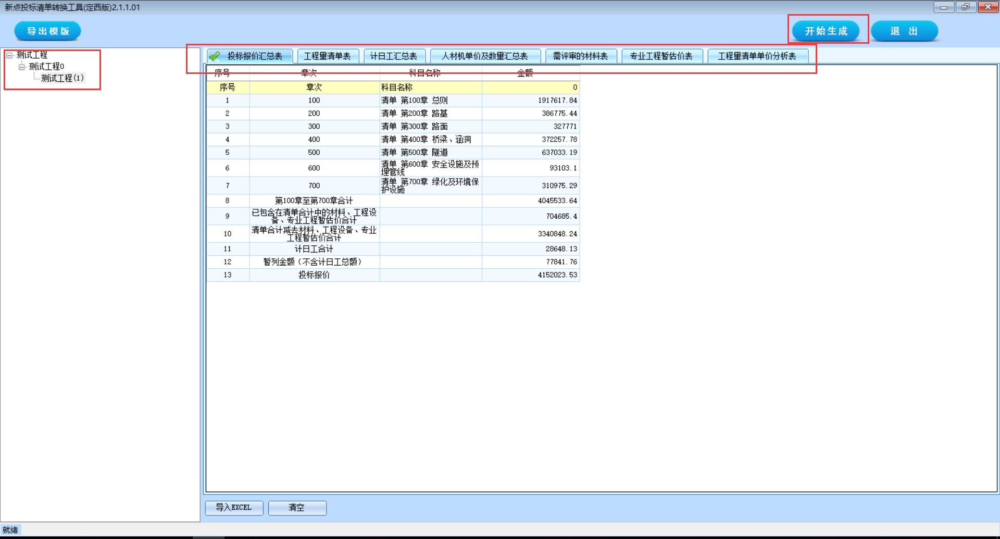 新点投标清单转换工具(定西版)2.1.1.01
导出模版
开始生成
退 出
测试工程
测试工程0
测试工程(1)
投标报价汇总表 工程量清单表 计日工汇总表 人材机单价及数量汇总表 需评审的材料表 专业工程暂估价表 工程量清单单价分析表
序号 章次 科目名称 金额
序号 章次 科目名称 0
1 100 清单 第100章 总则 1917617.84
2 200 清单 第200章 路基 386775.44
3 300 清单 第300章 路面 327771
4 400 清单 第400章 桥梁、涵洞 372257.78
5 500 清单 第500章 隧道 637033.19
6 600 清单 第600章 安全设施及预
埋管线 93103.1
7 700 清单 第700章 绿化及环境保
护设施 310975.29
8 第100章至第700章合计 4045533.64
9 已包含在清单合计中的材料、工程设
备、专业工程暂估价合计 704685.4
10 清单合计减去材料、工程设备、专业
工程暂估价合计 3340848.24
11 计日工合计 28648.13
12 暂列金额（不含计日工总额） 77841.76
13 投标报价 4152023.53
导入EXCEL 清空
就绪